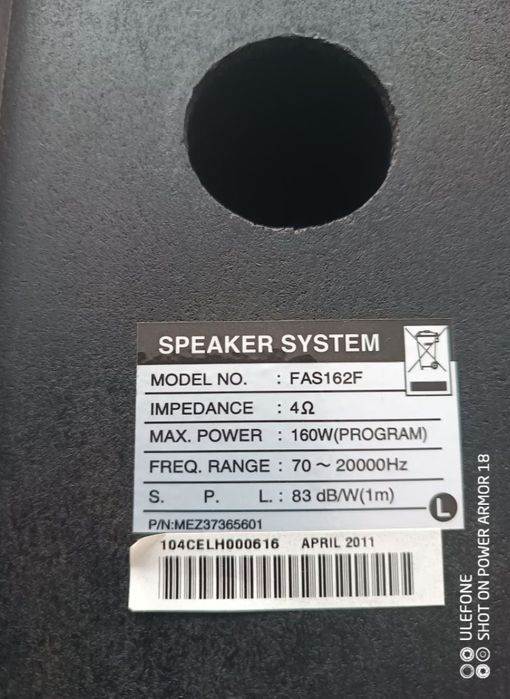 SPEAKER SYSTEM
MODEL NO. : FAS162F
IMPEDANCE : 4Ω
MAX. POWER : 160W(PROGRAM)
FREQ. RANGE : 70 ~ 20000Hz
S. P. L. : 83 dB/W(1m)
L
P/N:MEZ37365601
104CELH000616 APRIL 2011
ULEFONE
SHOT ON POWER ARMOR 18